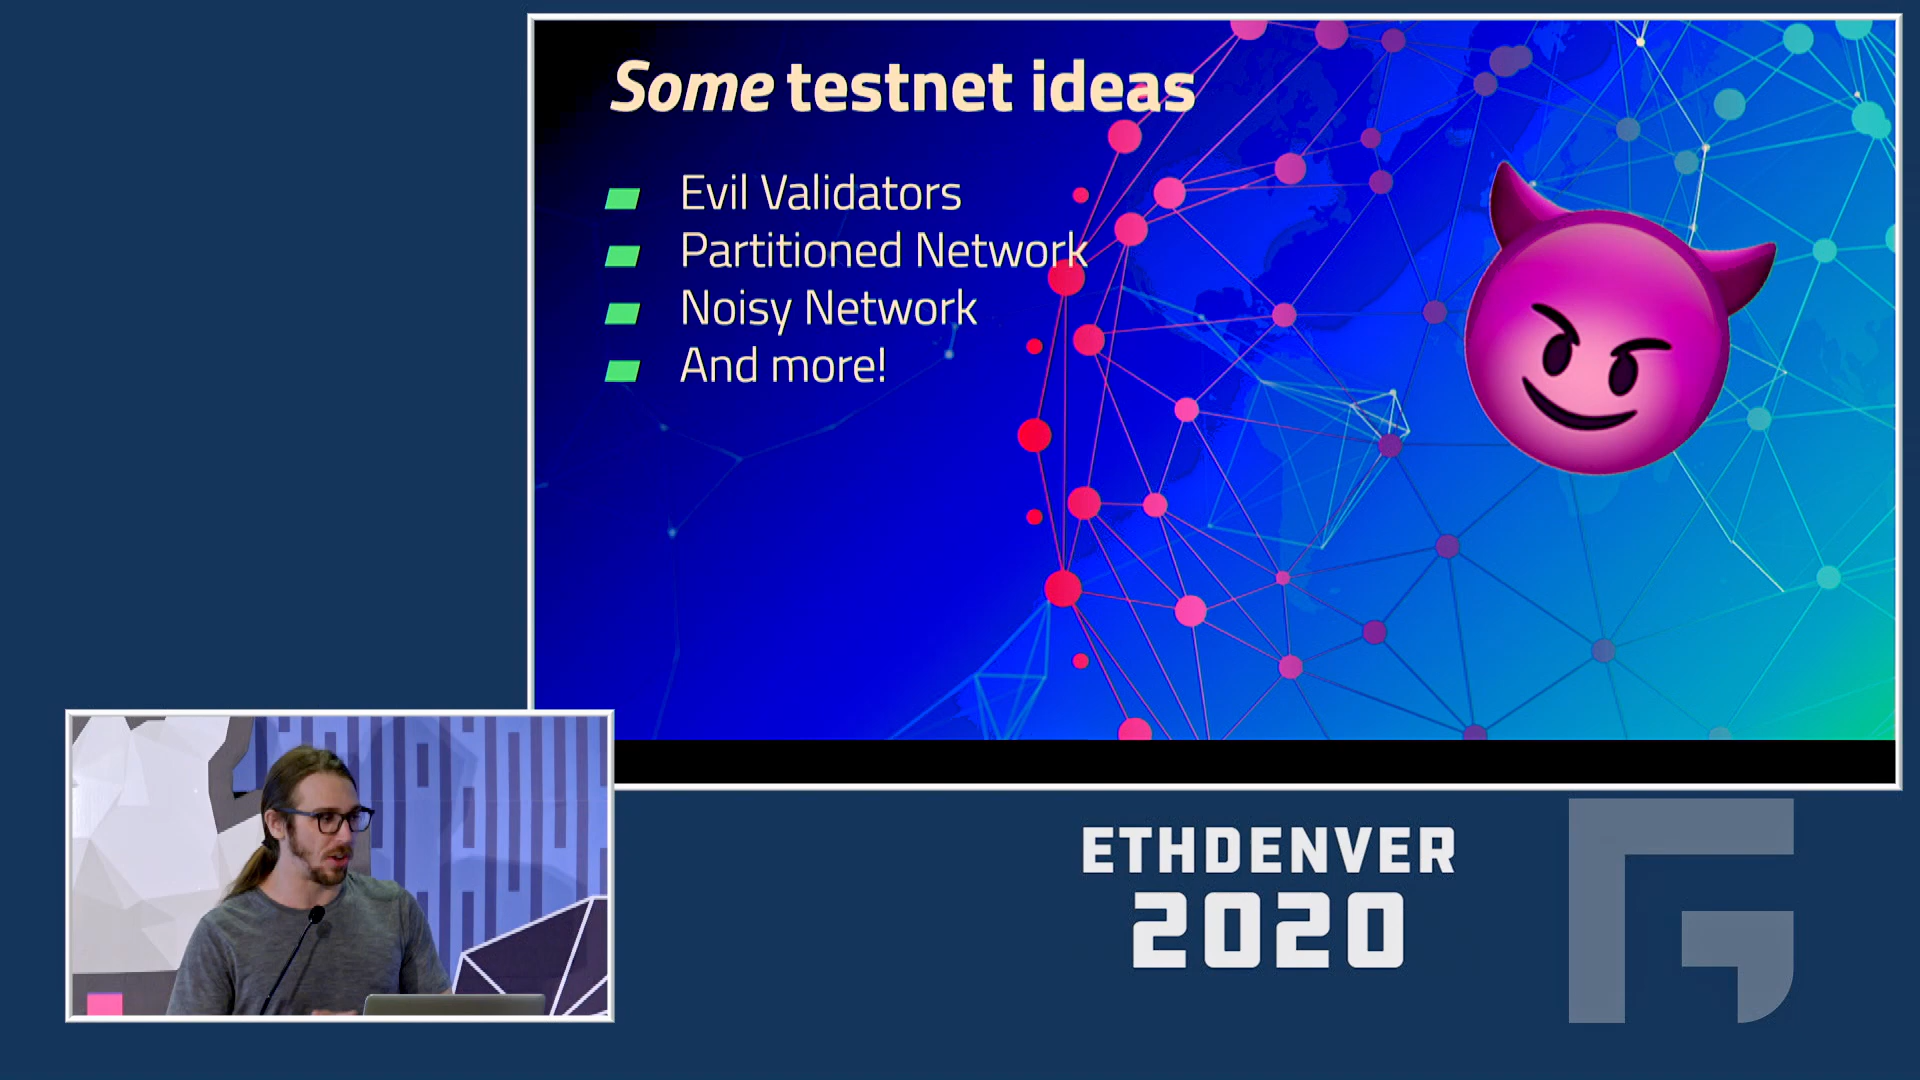 Some testnet ideas
Evil Validators
Partitioned Network
Noisy Network
And more!
ETHDENVER
2020